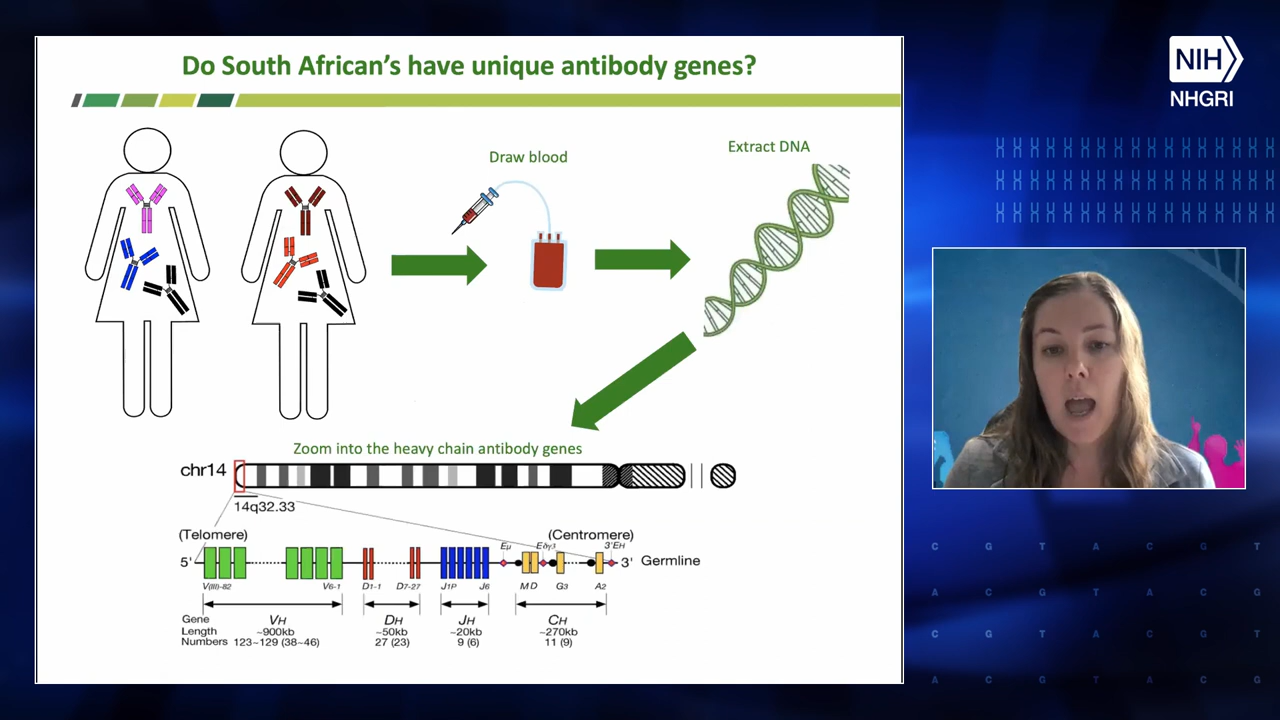 Do South African's have unique antibody genes?
NIH
NHGRI
Draw blood
Extract DNA
Zoom into the heavy chain antibody genes
chr14
14q32.33
(Telomere)
(Centromere)
Eμ
Eδγ3
3'EH
5'
3'
Germline
V(III)-82
V6-1
D1-1
D7-27
J1P
J6
M D
G3
A2
Gene
VH
DH
JH
CH
Length
~900kb
~50kb
~20kb
~270kb
Numbers
123~129 (38~46)
27 (23)
9 (6)
11 (9)
C G T A C G T
A C G T A C G T
C G T A C G T
A C G T A C G T